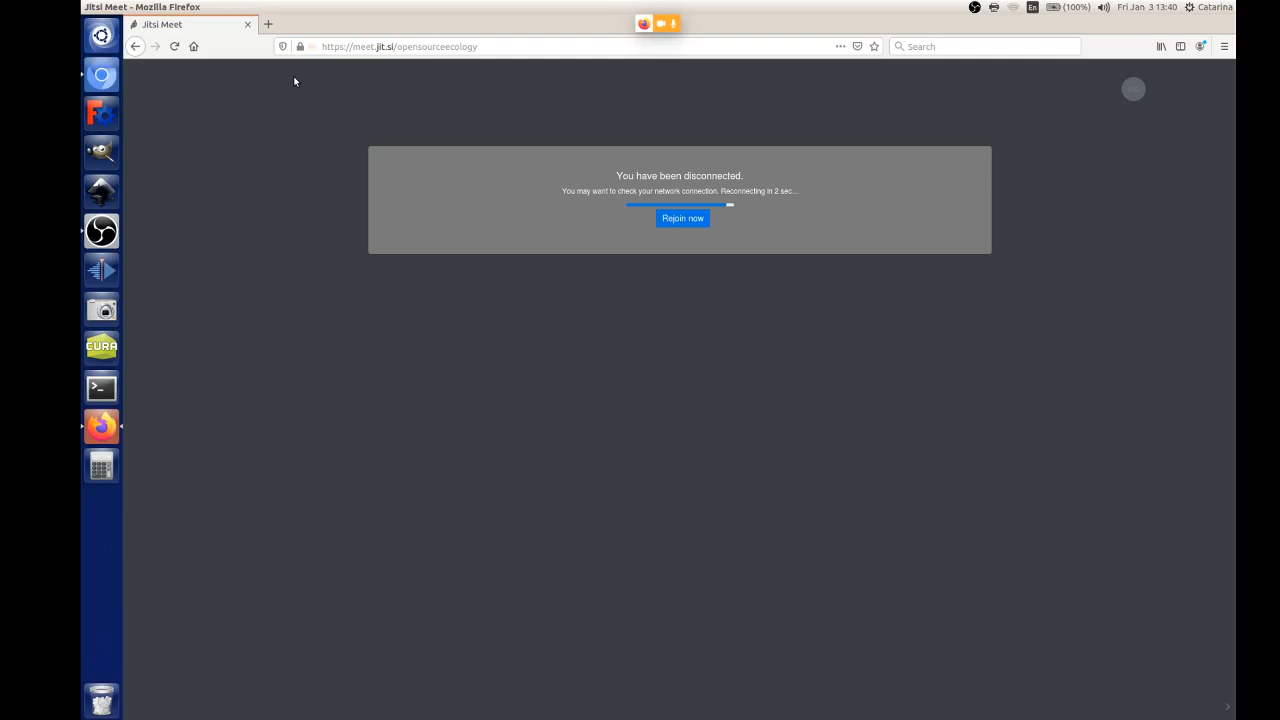 Jitsi Meet - Mozilla Firefox
En
(100%)
Fri Jan 3 13:40
Catarina
Jitsi Meet
https://meet.jit.si/opensourceecology
Search
HD
You have been disconnected.
You may want to check your network connection. Reconnecting in 2 sec...
Rejoin now
CURA
>_